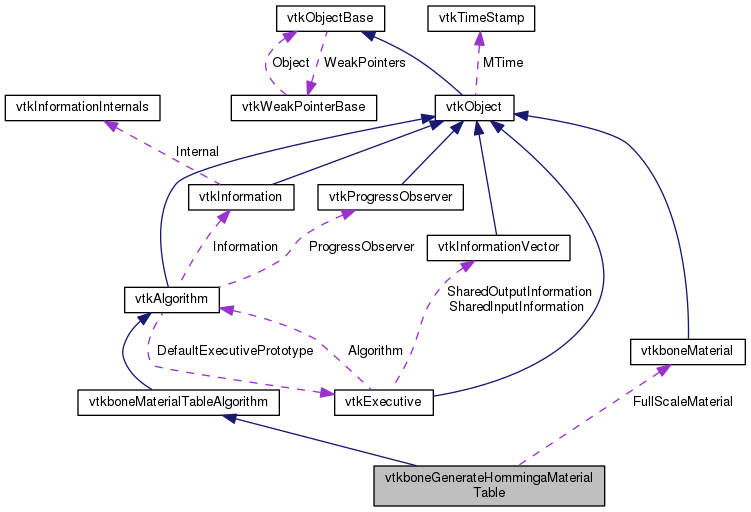 vtkObjectBase
vtkTimeStamp
Object
WeakPointers
MTime
vtkInformationInternals
vtkWeakPointerBase
vtkObject
Internal
vtkInformation
vtkProgressObserver
Information
ProgressObserver
vtkInformationVector
vtkAlgorithm
SharedOutputInformation
SharedInputInformation
DefaultExecutivePrototype
Algorithm
vtkboneMaterial
vtkboneMaterialTableAlgorithm
vtkExecutive
FullScaleMaterial
vtkboneGenerateHommingaMaterial
Table